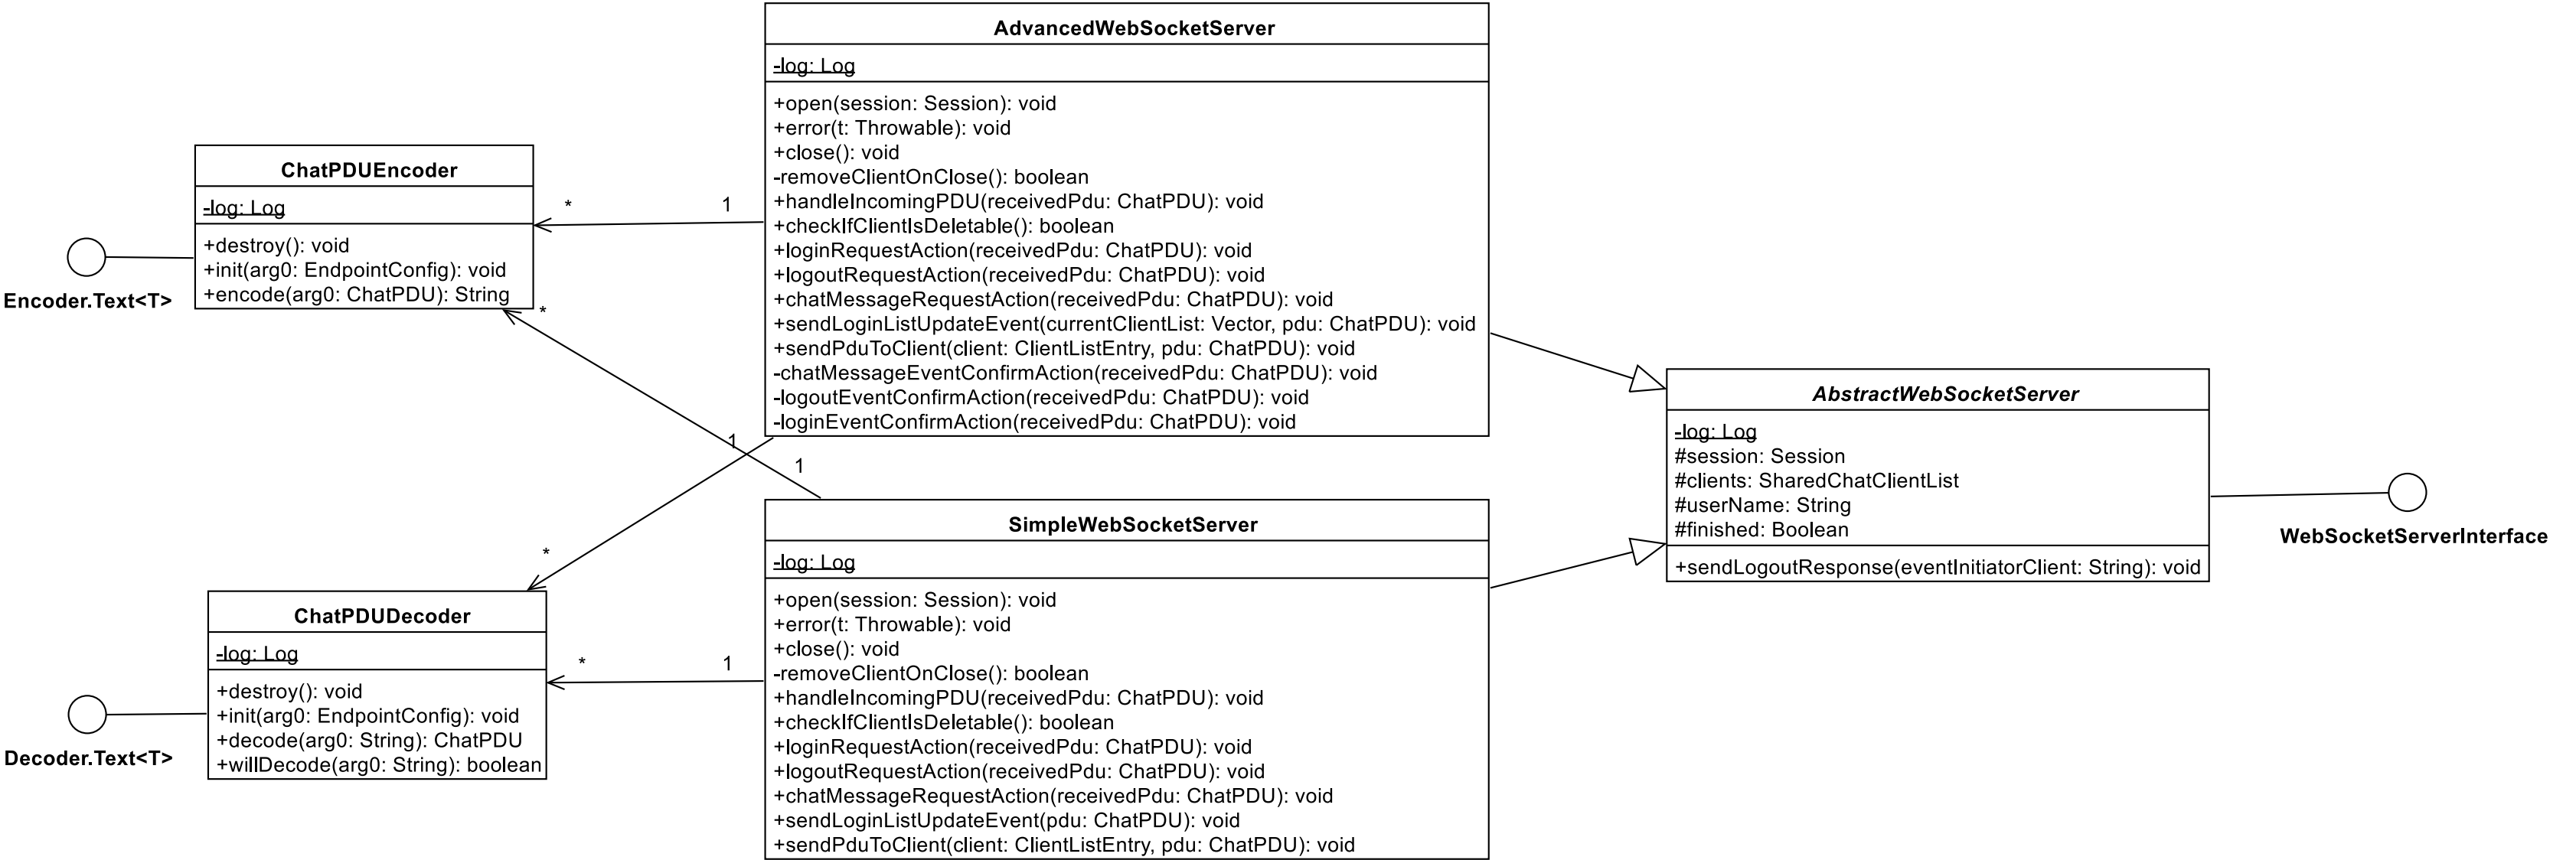 AdvancedWebSocketServer
-log: Log
+open(session: Session): void
+error(t: Throwable): void
+close(): void
-removeClientOnClose(): boolean
+handleIncomingPDU(receivedPdu: ChatPDU): void
+checkIfClientIsDeletable(): boolean
+loginRequestAction(receivedPdu: ChatPDU): void
+logoutRequestAction(receivedPdu: ChatPDU): void
+chatMessageRequestAction(receivedPdu: ChatPDU): void
+sendLoginListUpdateEvent(currentClientList: Vector, pdu: ChatPDU): void
+sendPduToClient(client: ClientListEntry, pdu: ChatPDU): void
-chatMessageEventConfirmAction(receivedPdu: ChatPDU): void
-logoutEventConfirmAction(receivedPdu: ChatPDU): void
-loginEventConfirmAction(receivedPdu: ChatPDU): void
ChatPDUEncoder
-log: Log
+destroy(): void
+init(arg0: EndpointConfig): void
+encode(arg0: ChatPDU): String
Encoder.Text<T>
* 1
*
1
1
*
AbstractWebSocketServer
-log: Log
#session: Session
#clients: SharedChatClientList
#userName: String
#finished: Boolean
+sendLogoutResponse(eventInitiatorClient: String): void
WebSocketServerInterface
SimpleWebSocketServer
-log: Log
+open(session: Session): void
+error(t: Throwable): void
+close(): void
-removeClientOnClose(): boolean
+handleIncomingPDU(receivedPdu: ChatPDU): void
+checkIfClientIsDeletable(): boolean
+loginRequestAction(receivedPdu: ChatPDU): void
+logoutRequestAction(receivedPdu: ChatPDU): void
+chatMessageRequestAction(receivedPdu: ChatPDU): void
+sendLoginListUpdateEvent(pdu: ChatPDU): void
+sendPduToClient(client: ClientListEntry, pdu: ChatPDU): void
ChatPDUDecoder
-log: Log
+destroy(): void
+init(arg0: EndpointConfig): void
+decode(arg0: String): ChatPDU
+willDecode(arg0: String): boolean
Decoder.Text<T>
* 1